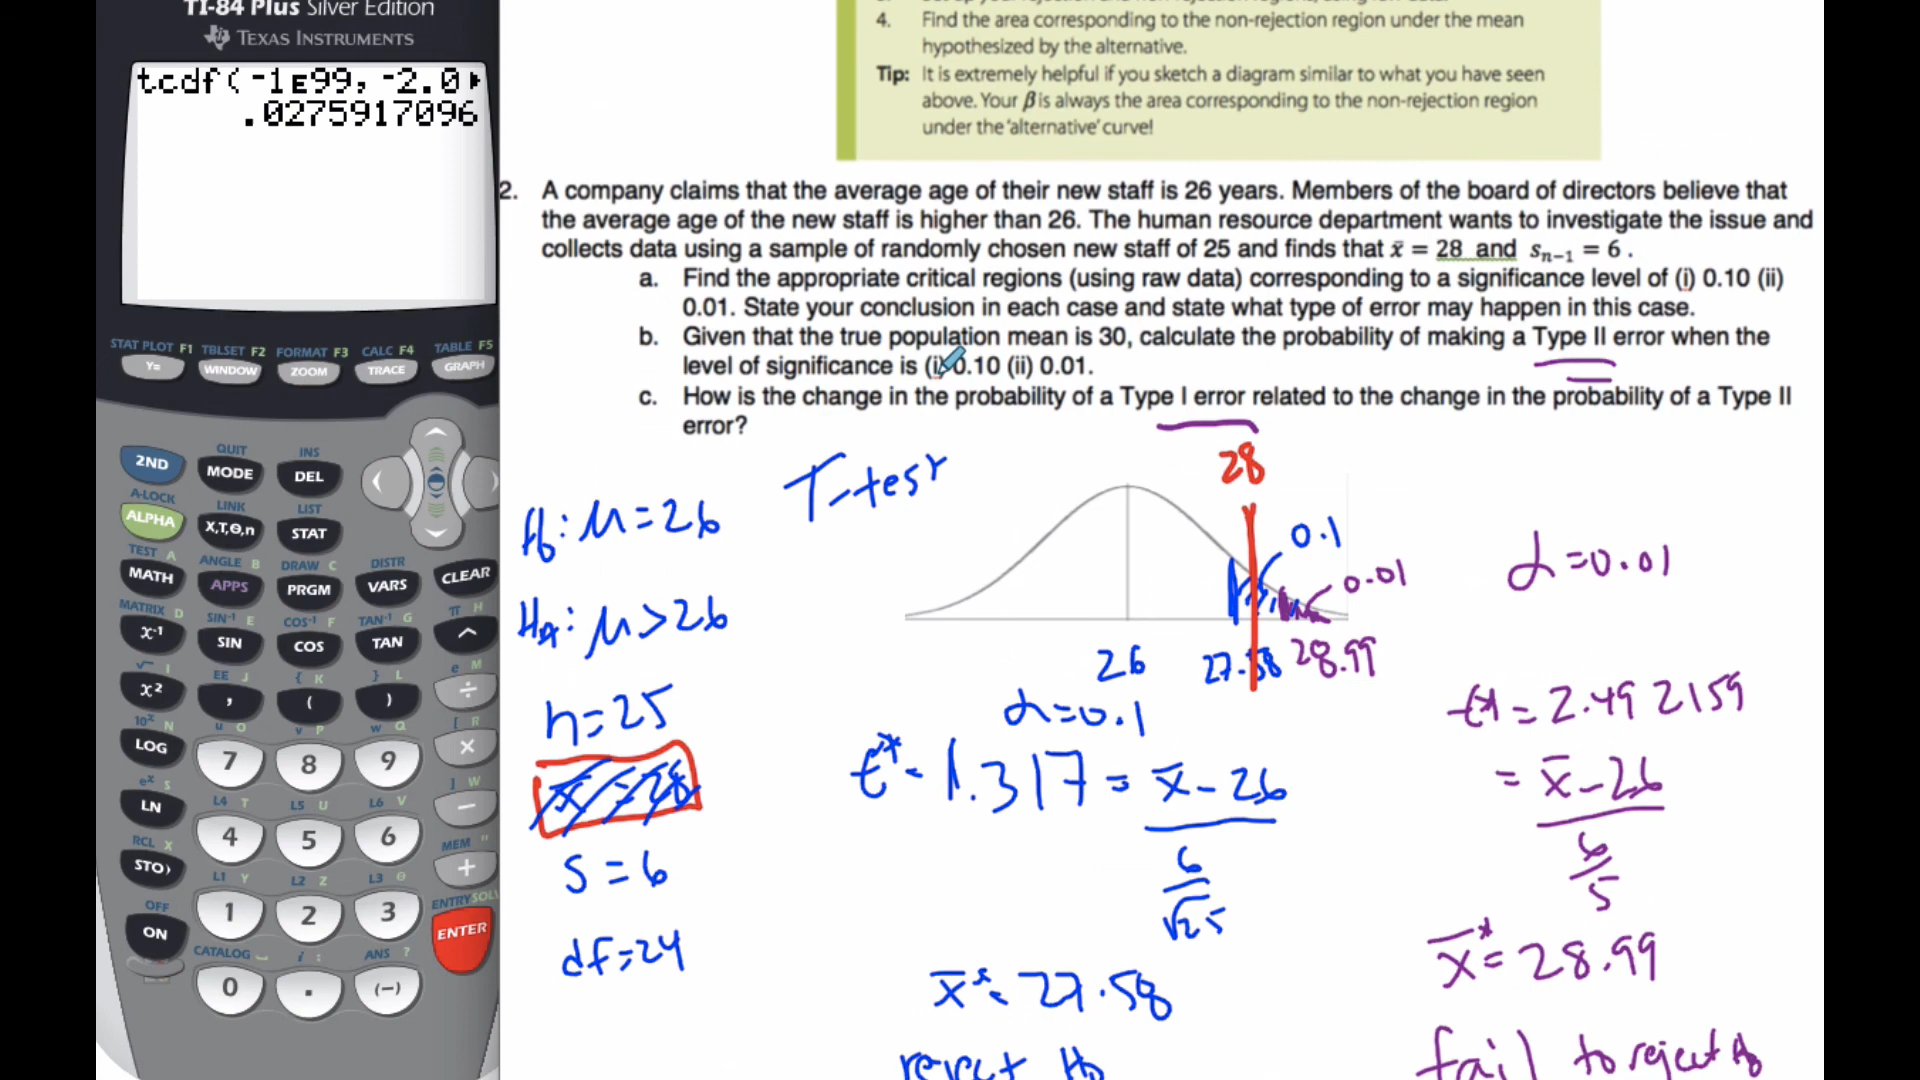 TI-84 Plus Silver Edition
TEXAS INSTRUMENTS
tcdf(-1E99,-2.0
.0275917096
STAT PLOT F1 TBLSET F2 FORMAT F3 CALC F4 TABLE F5
Y= WINDOW ZOOM TRACE GRAPH
QUIT INS
2ND MODE DEL
A-LOCK LINK LIST
ALPHA X,T,Θ,n STAT
TEST A ANGLE B DRAW C DISTR
MATH APPS PRGM VARS CLEAR
MATRIX D SIN-1 E COS-1 F TAN-1 G π H
x-1 SIN COS TAN ^
√ I EE J { K } L e M
x2 , ( ) ÷
10x N u O v P w Q [ R
LOG 7 8 9 ×
ex S L4 T L5 U L6 V ] W
LN 4 5 6 −
RCL X L1 Y L2 Z L3 θ MEM "
STO› 1 2 3 +
OFF CATALOG i : ANS ? ENTRY SOLV
ON 0 . (−) ENTER
4. Find the area corresponding to the non-rejection region under the mean
hypothesized by the alternative.
Tip: It is extremely helpful if you sketch a diagram similar to what you have seen
above. Your β is always the area corresponding to the non-rejection region
under the 'alternative' curve!
2. A company claims that the average age of their new staff is 26 years. Members of the board of directors believe that
the average age of the new staff is higher than 26. The human resource department wants to investigate the issue and
collects data using a sample of randomly chosen new staff of 25 and finds that x̄ = 28 and sn−1 = 6 .
a. Find the appropriate critical regions (using raw data) corresponding to a significance level of (i) 0.10 (ii)
0.01. State your conclusion in each case and state what type of error may happen in this case.
b. Given that the true population mean is 30, calculate the probability of making a Type II error when the
level of significance is (i) 0.10 (ii) 0.01.
c. How is the change in the probability of a Type I error related to the change in the probability of a Type II
error?
T-test
28
H0: μ=26
0.1
0.01
α=0.01
HA: μ>26
26 27.58 28.99
n=25
α=0.1
t*=2.492159
x̄=28
t*=1.317= x̄-26
6
√25
= x̄-26
6
5
s=6
df=24
x̄*=27.58
x̄*=28.99
reject H0
fail to reject H0